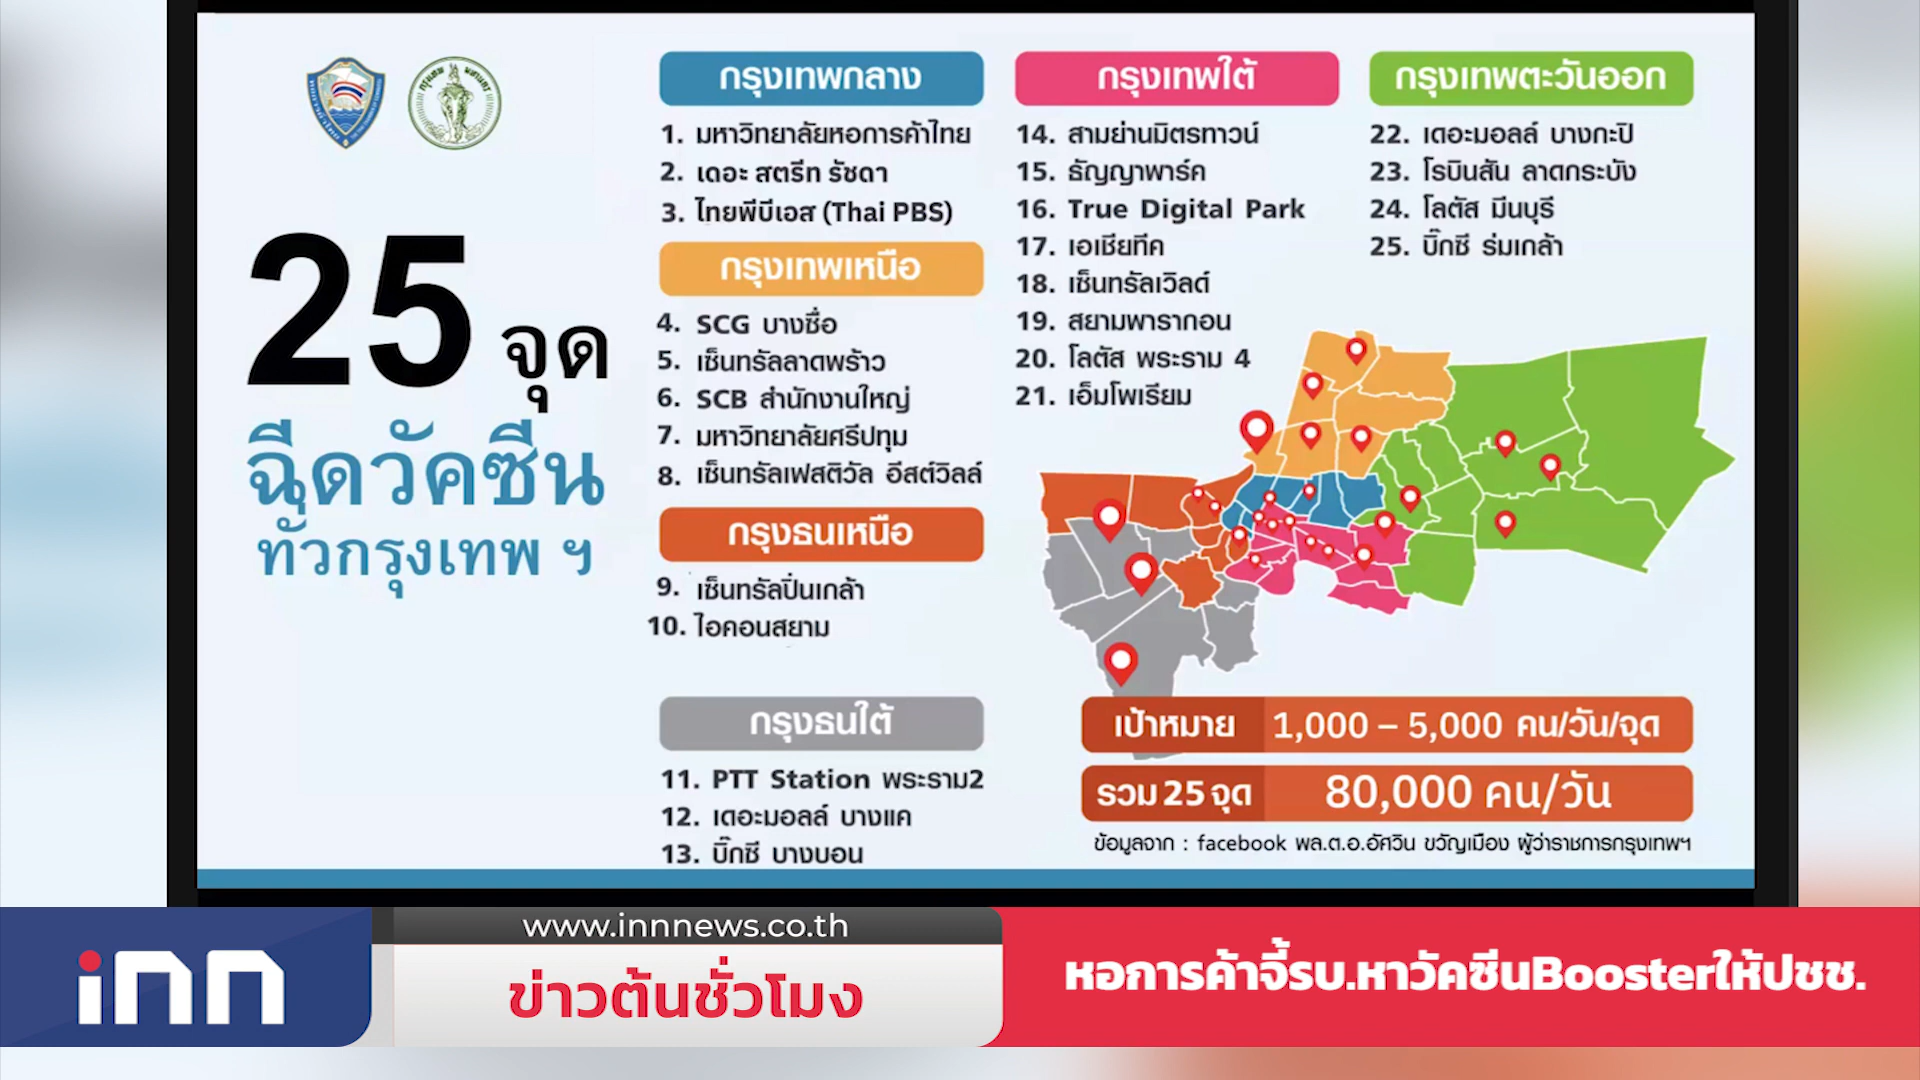 25 จุด
ฉีดวัคซีน
ทั่วกรุงเทพ ฯ
กรุงเทพกลาง
1. มหาวิทยาลัยหอการค้าไทย
2. เดอะ สตรีท รัชดา
3. ไทยพีบีเอส (Thai PBS)
กรุงเทพเหนือ
4. SCG บางซื่อ
5. เซ็นทรัลลาดพร้าว
6. SCB สำนักงานใหญ่
7. มหาวิทยาลัยศรีปทุม
8. เซ็นทรัลเฟสติวัล อีสต์วิลล์
กรุงธนเหนือ
9. เซ็นทรัลปิ่นเกล้า
10. ไอคอนสยาม
กรุงธนใต้
11. PTT Station พระราม2
12. เดอะมอลล์ บางแค
13. บิ๊กซี บางบอน
กรุงเทพใต้
14. สามย่านมิตรทาวน์
15. ธัญญาพาร์ค
16. True Digital Park
17. เอเชียทีค
18. เซ็นทรัลเวิลด์
19. สยามพารากอน
20. โลตัส พระราม 4
21. เอ็มโพเรียม
กรุงเทพตะวันออก
22. เดอะมอลล์ บางกะปิ
23. โรบินสัน ลาดกระบัง
24. โลตัส มีนบุรี
25. บิ๊กซี ร่มเกล้า
เป้าหมาย 1,000 – 5,000 คน/วัน/จุด
รวม 25 จุด 80,000 คน/วัน
ข้อมูลจาก : facebook พล.ต.อ.อัศวิน ขวัญเมือง ผู้ว่าราชการกรุงเทพฯ
inn
www.innnews.co.th
ข่าวต้นชั่วโมง
หอการค้าจี้รบ.หาวัคซีนBoosterให้ปชช.